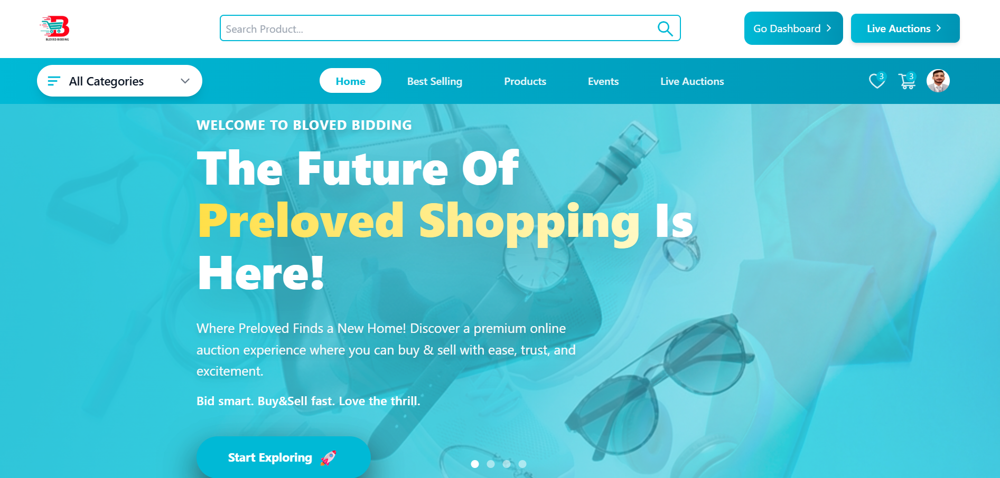 BLOVED BIDDING
Search Product...
Go Dashboard
Live Auctions
All Categories
Home
Best Selling
Products
Events
Live Auctions
3
3
WELCOME TO BLOVED BIDDING
The Future Of
Preloved Shopping Is
Here!
Where Preloved Finds a New Home! Discover a premium online
auction experience where you can buy & sell with ease, trust, and
excitement.
Bid smart. Buy&Sell fast. Love the thrill.
Start Exploring 🚀